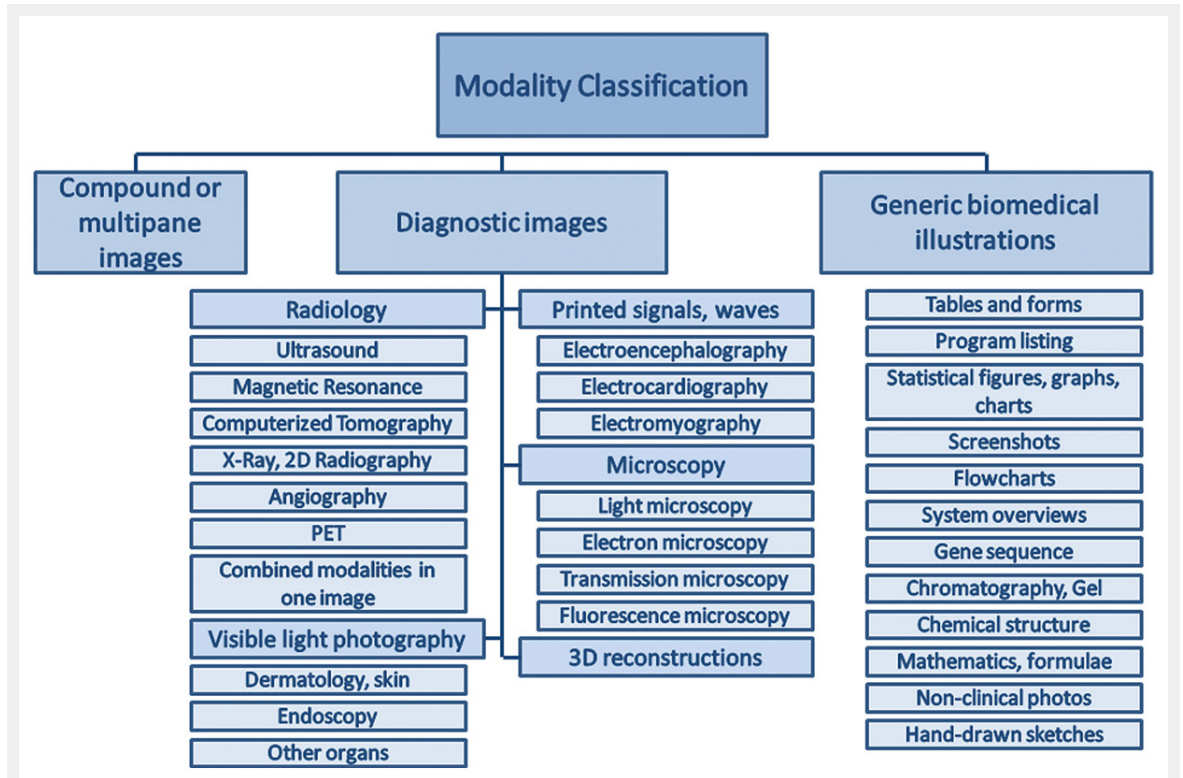 Modality Classification
Compound or
multipane
images
Diagnostic images
Generic biomedical
illustrations
Radiology
Ultrasound
Magnetic Resonance
Computerized Tomography
X-Ray, 2D Radiography
Angiography
PET
Combined modalities in
one image
Visible light photography
Dermatology, skin
Endoscopy
Other organs
Printed signals, waves
Electroencephalography
Electrocardiography
Electromyography
Microscopy
Light microscopy
Electron microscopy
Transmission microscopy
Fluorescence microscopy
3D reconstructions
Tables and forms
Program listing
Statistical figures, graphs,
charts
Screenshots
Flowcharts
System overviews
Gene sequence
Chromatography, Gel
Chemical structure
Mathematics, formulae
Non-clinical photos
Hand-drawn sketches